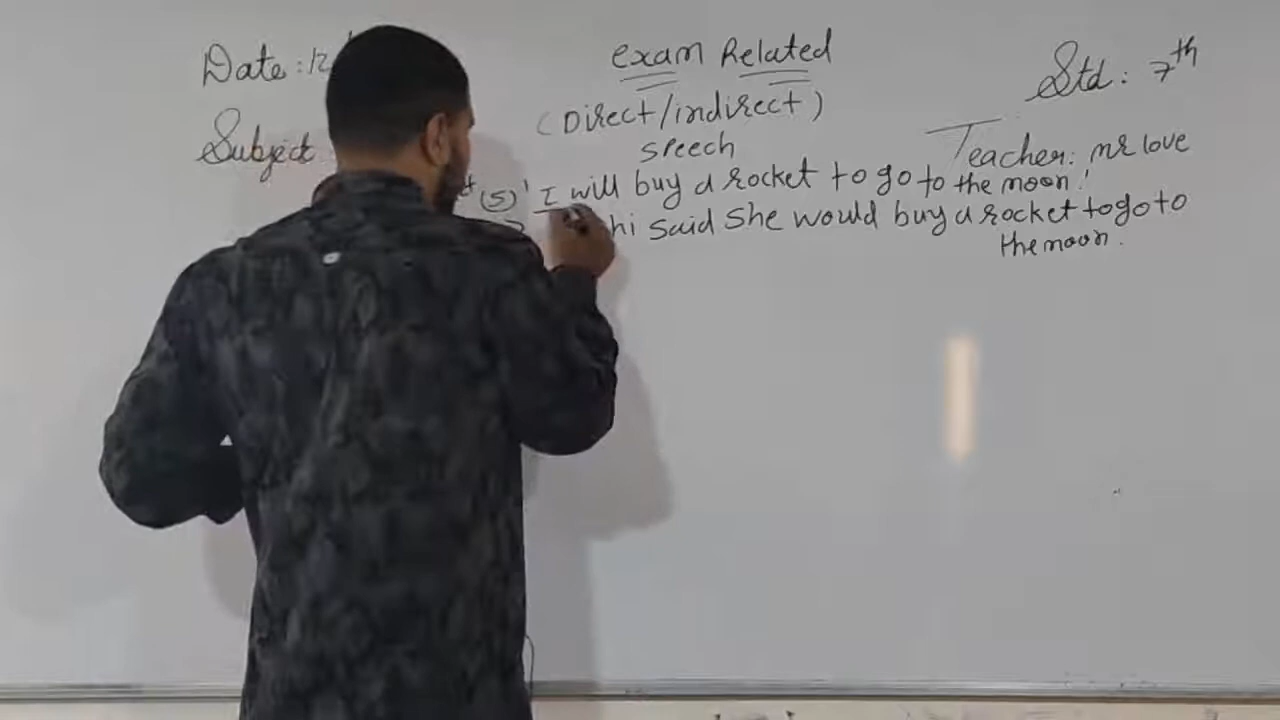 Date: 12
exam Related
Std: 7th
(Direct/indirect)
Subject
speech
Teacher: mr love
(5) 'I will buy a rocket to go to the moon.'
said she would buy a rocket to go to
the moon.